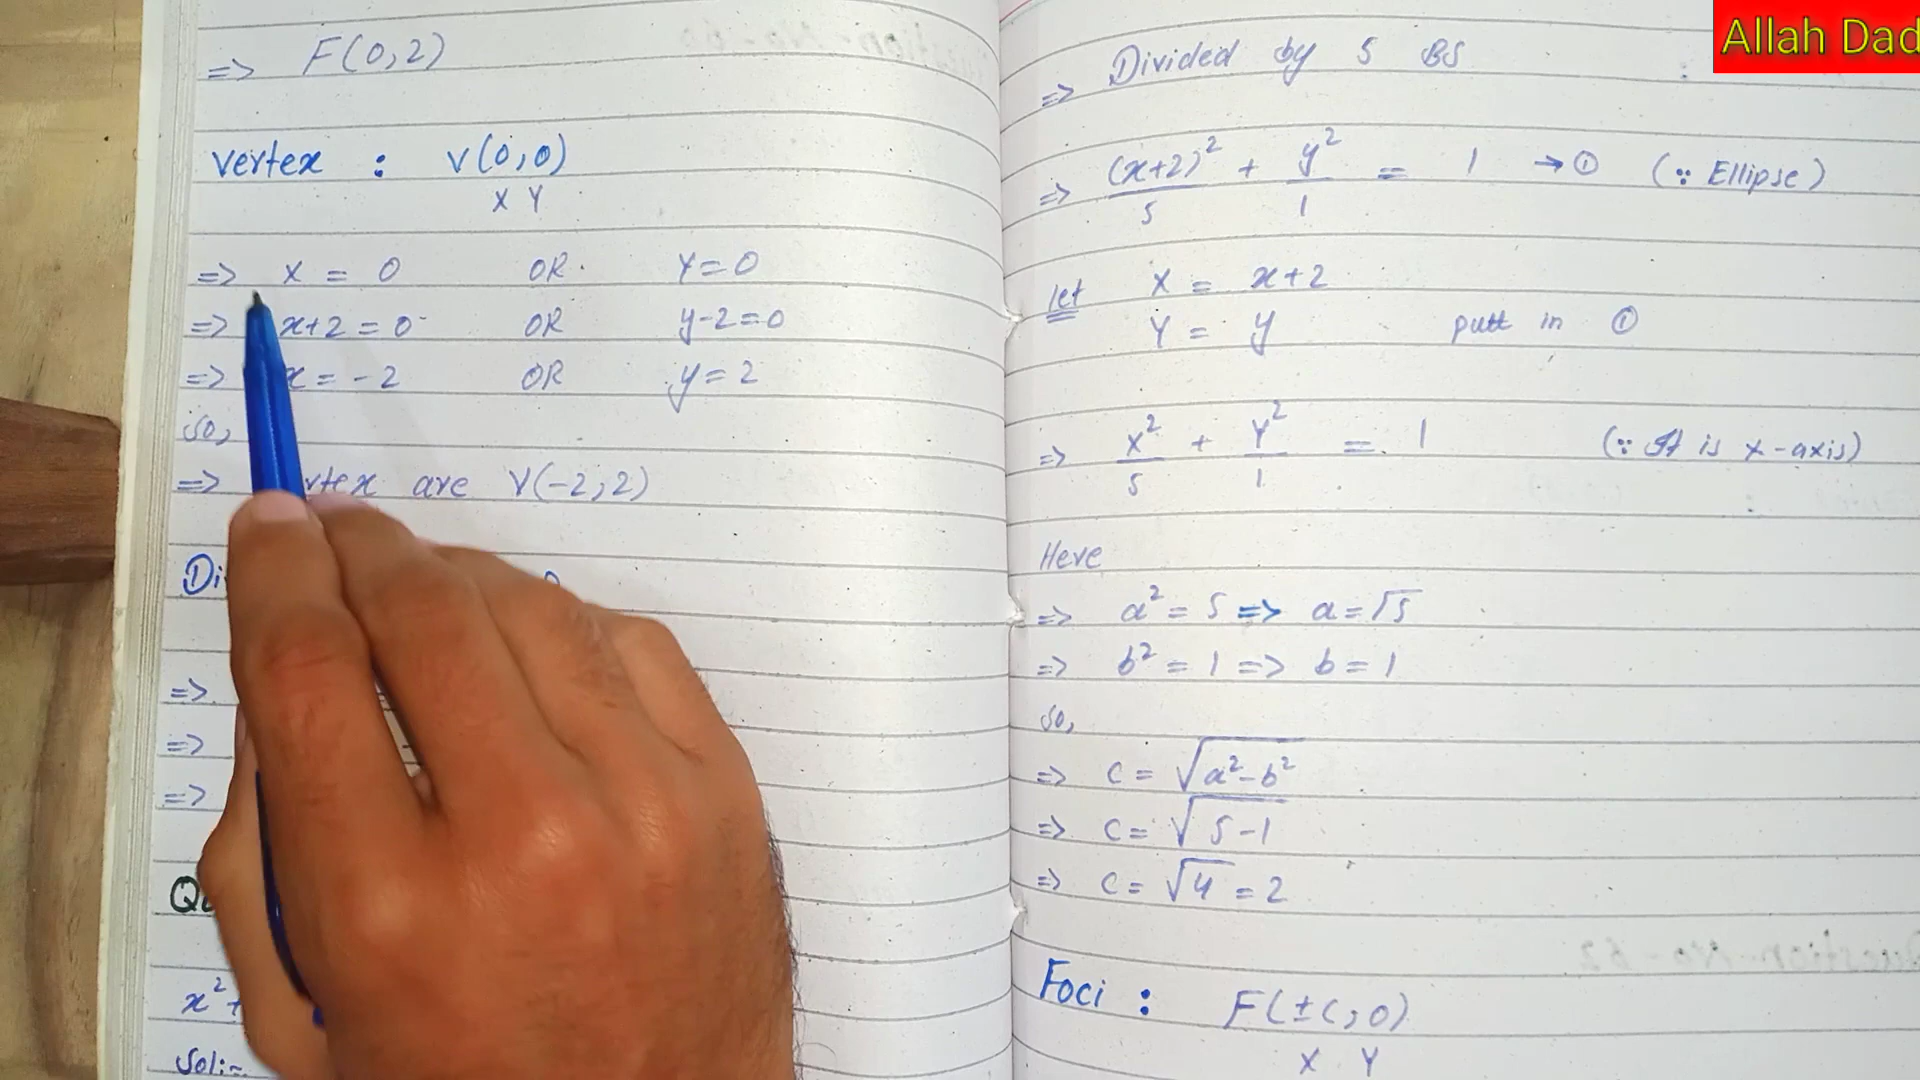 => F(0,2)
Vertex : V(0,0)
X Y
=> X = 0 OR Y=0
=> x+2=0 OR y-2=0
=> x=-2 OR y=2
so,
=> are V(-2,2)
=>
=>
=>
x²+
Sol:-
Allah Dad
=> Divided by 5 BS
=> (x+2)²/5 + y²/1 = 1 → ① (∵ Ellipse)
let X = x+2
Y = y putt in ①
=> X²/5 + Y²/1 = 1 (∵ It is x-axis)
Here
=> a² = 5 => a=√5
=> b² = 1 => b=1
so,
=> c = √a²-b²
=> c= √5-1
=> c= √4 = 2
Foci : F(±c,0)
X Y